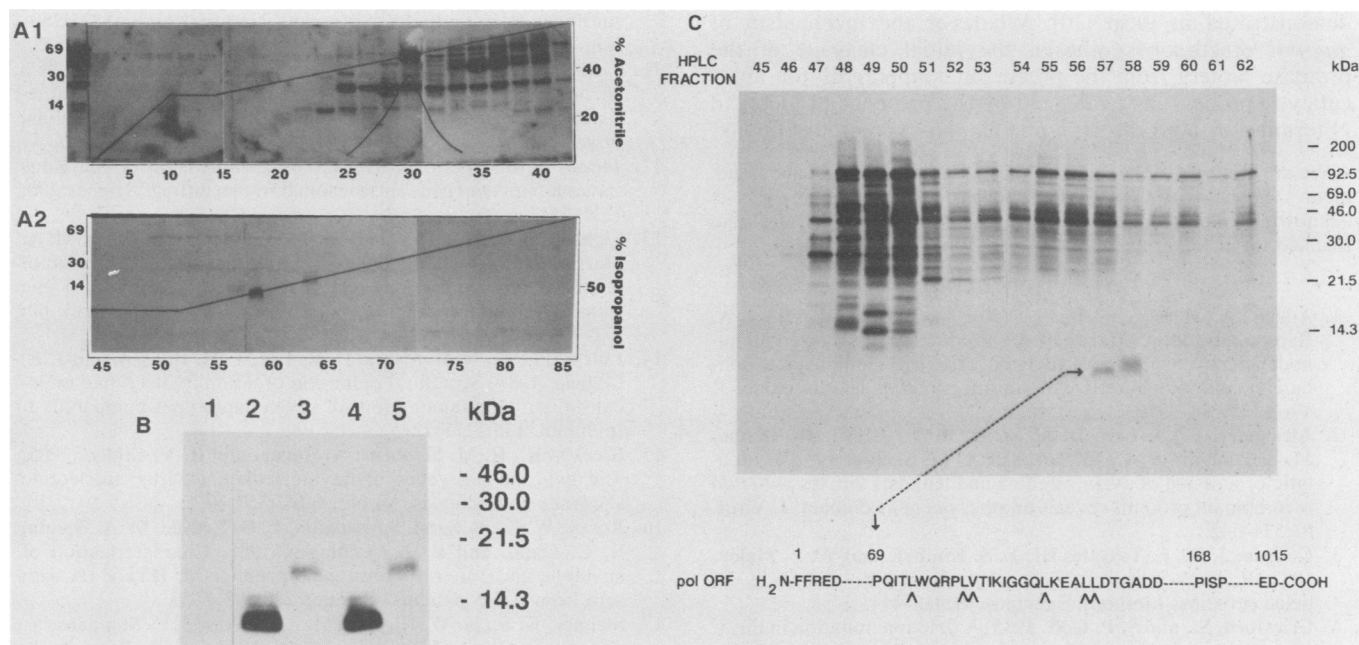 A1
69
30
14
40
20
% Acetonitrile
5 10 15 20 25 30 35 40
A2
69
30
14
50
% Isopropanol
45 50 55 60 65 70 75 80 85
B
1 2 3 4 5 kDa
- 46.0
- 30.0
- 21.5
- 14.3
C
HPLC
FRACTION 45 46 47 48 49 50 51 52 53 54 55 56 57 58 59 60 61 62 kDa
- 200
- 92.5
- 69.0
- 46.0
- 30.0
- 21.5
- 14.3
1 69 168 1015
pol ORF H2N-FFRED-----PQITLWQRPLVTIKIGGQLKEALLDTGADD-----PISP-----ED-COOH